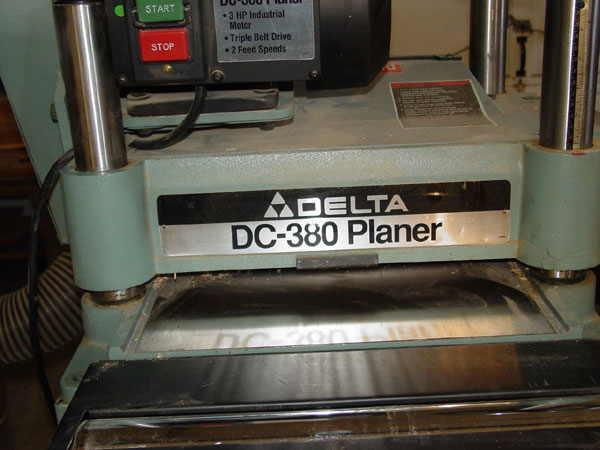 START
STOP
DC-380 Planer
• 3 HP Industrial
Motor
• Triple Belt Drive
• 2 Feed Speeds
DELTA
DC-380 Planer